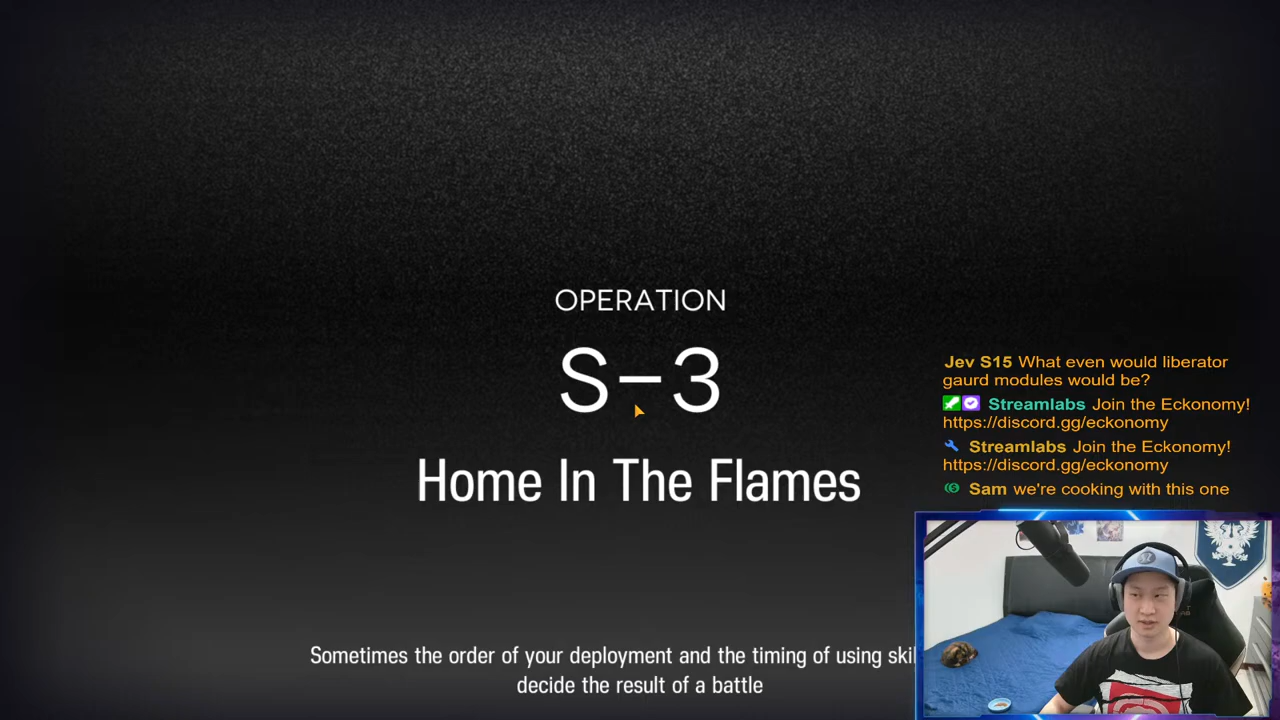 OPERATION
S-3
Home In The Flames
Jev S15 What even would liberator
gaurd modules would be?
Streamlabs Join the Eckonomy!
https://discord.gg/eckonomy
Streamlabs Join the Eckonomy!
https://discord.gg/eckonomy
Sam we're cooking with this one
Sometimes the order of your deployment and the timing of using skil
decide the result of a battle